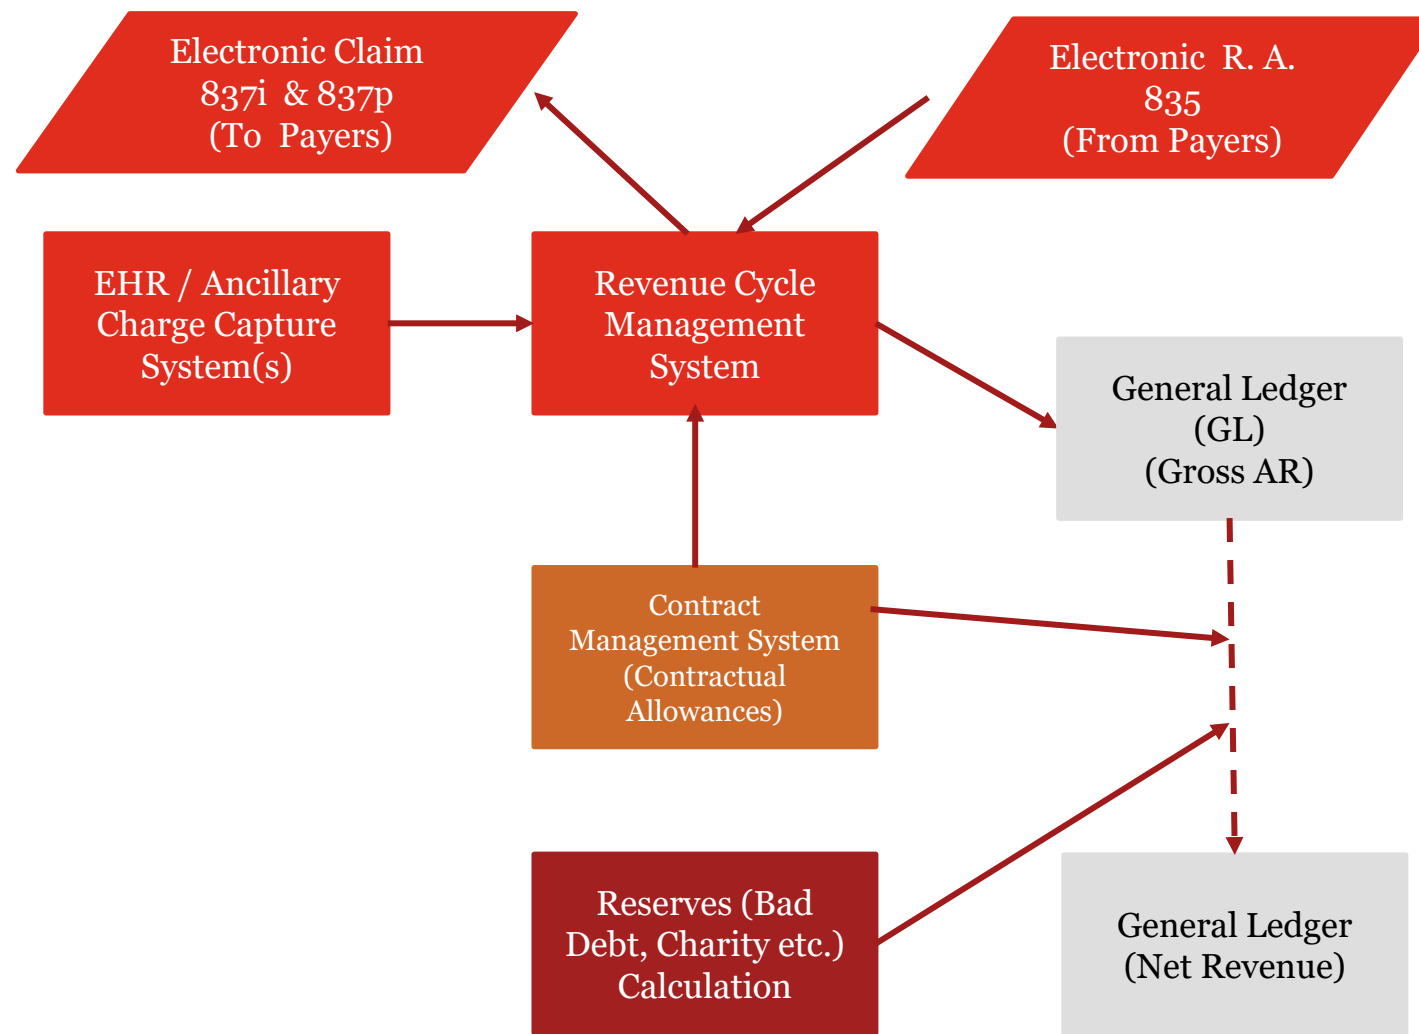 Electronic Claim
837i & 837p
(To Payers)
Electronic R. A.
835
(From Payers)
EHR / Ancillary
Charge Capture
System(s)
Revenue Cycle
Management
System
General Ledger
(GL)
(Gross AR)
Contract
Management System
(Contractual
Allowances)
Reserves (Bad
Debt, Charity etc.)
Calculation
General Ledger
(Net Revenue)